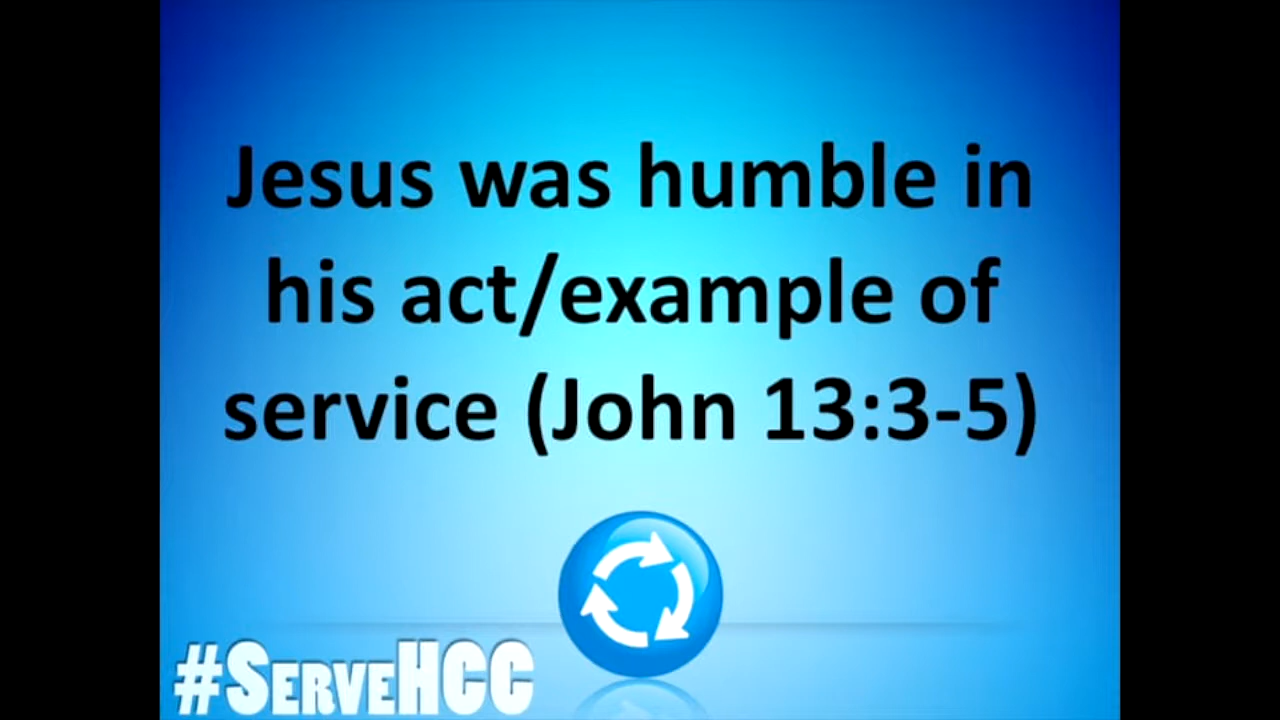 Jesus was humble in
his act/example of
service (John 13:3-5)
#SERVEHCC